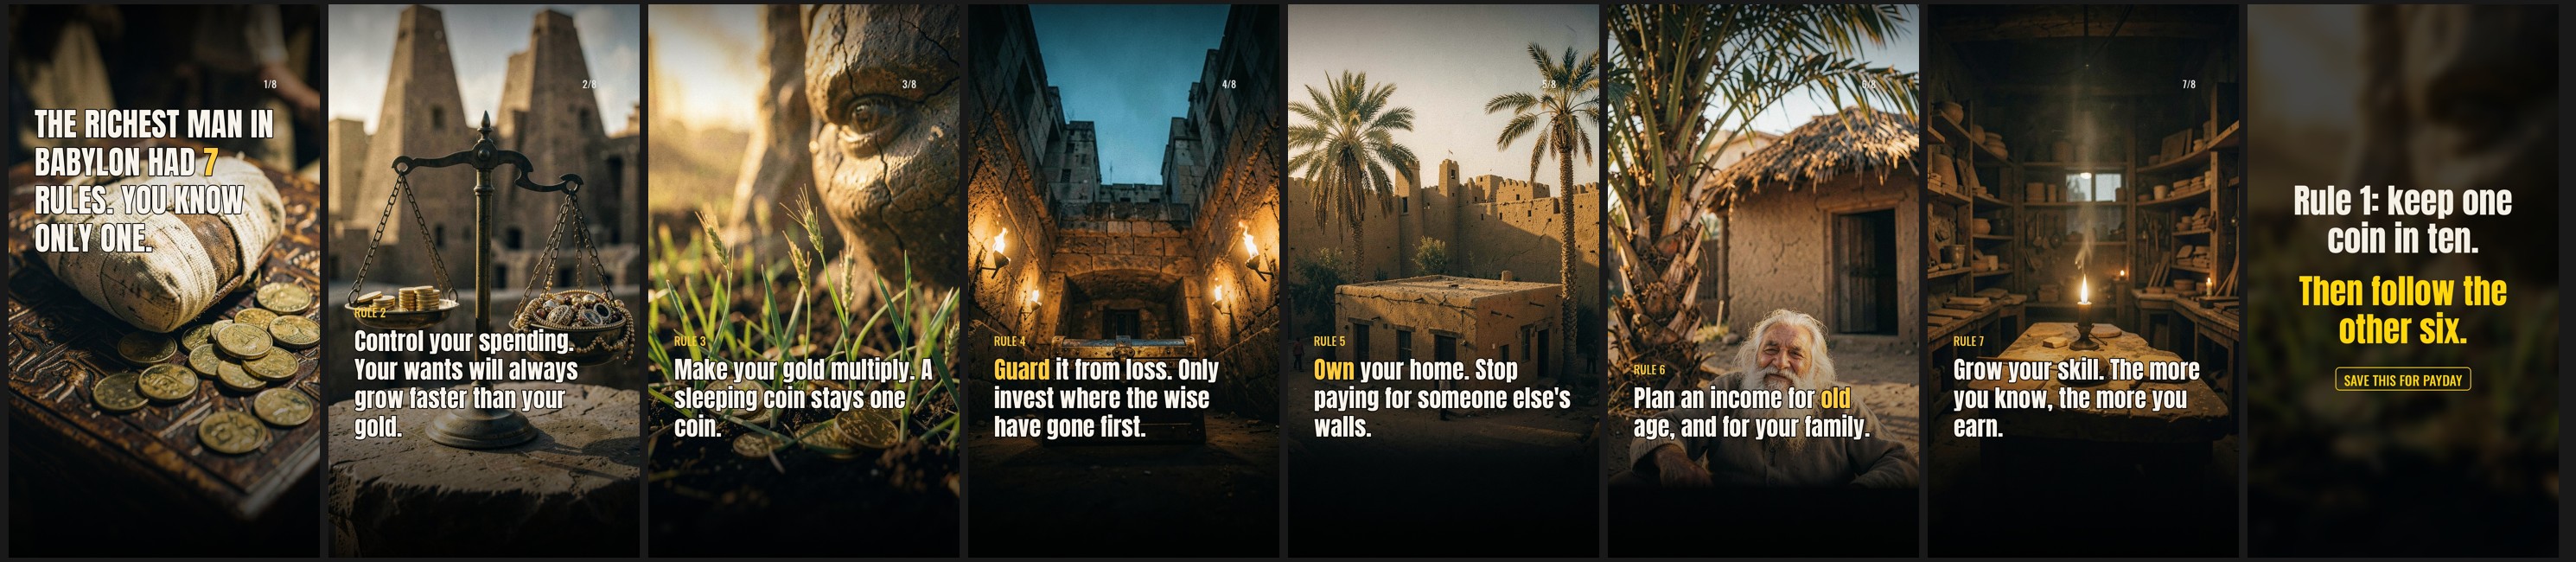 1/8
THE RICHEST MAN IN
BABYLON HAD 7
RULES. YOU KNOW
ONLY ONE.
2/8
RULE 2
Control your spending.
Your wants will always
grow faster than your
gold.
3/8
RULE 3
Make your gold multiply. A
sleeping coin stays one
coin.
4/8
RULE 4
Guard it from loss. Only
invest where the wise
have gone first.
5/8
RULE 5
Own your home. Stop
paying for someone else's
walls.
6/8
RULE 6
Plan an income for old
age, and for your family.
7/8
RULE 7
Grow your skill. The more
you know, the more you
earn.
Rule 1: keep one
coin in ten.
Then follow the
other six.
SAVE THIS FOR PAYDAY